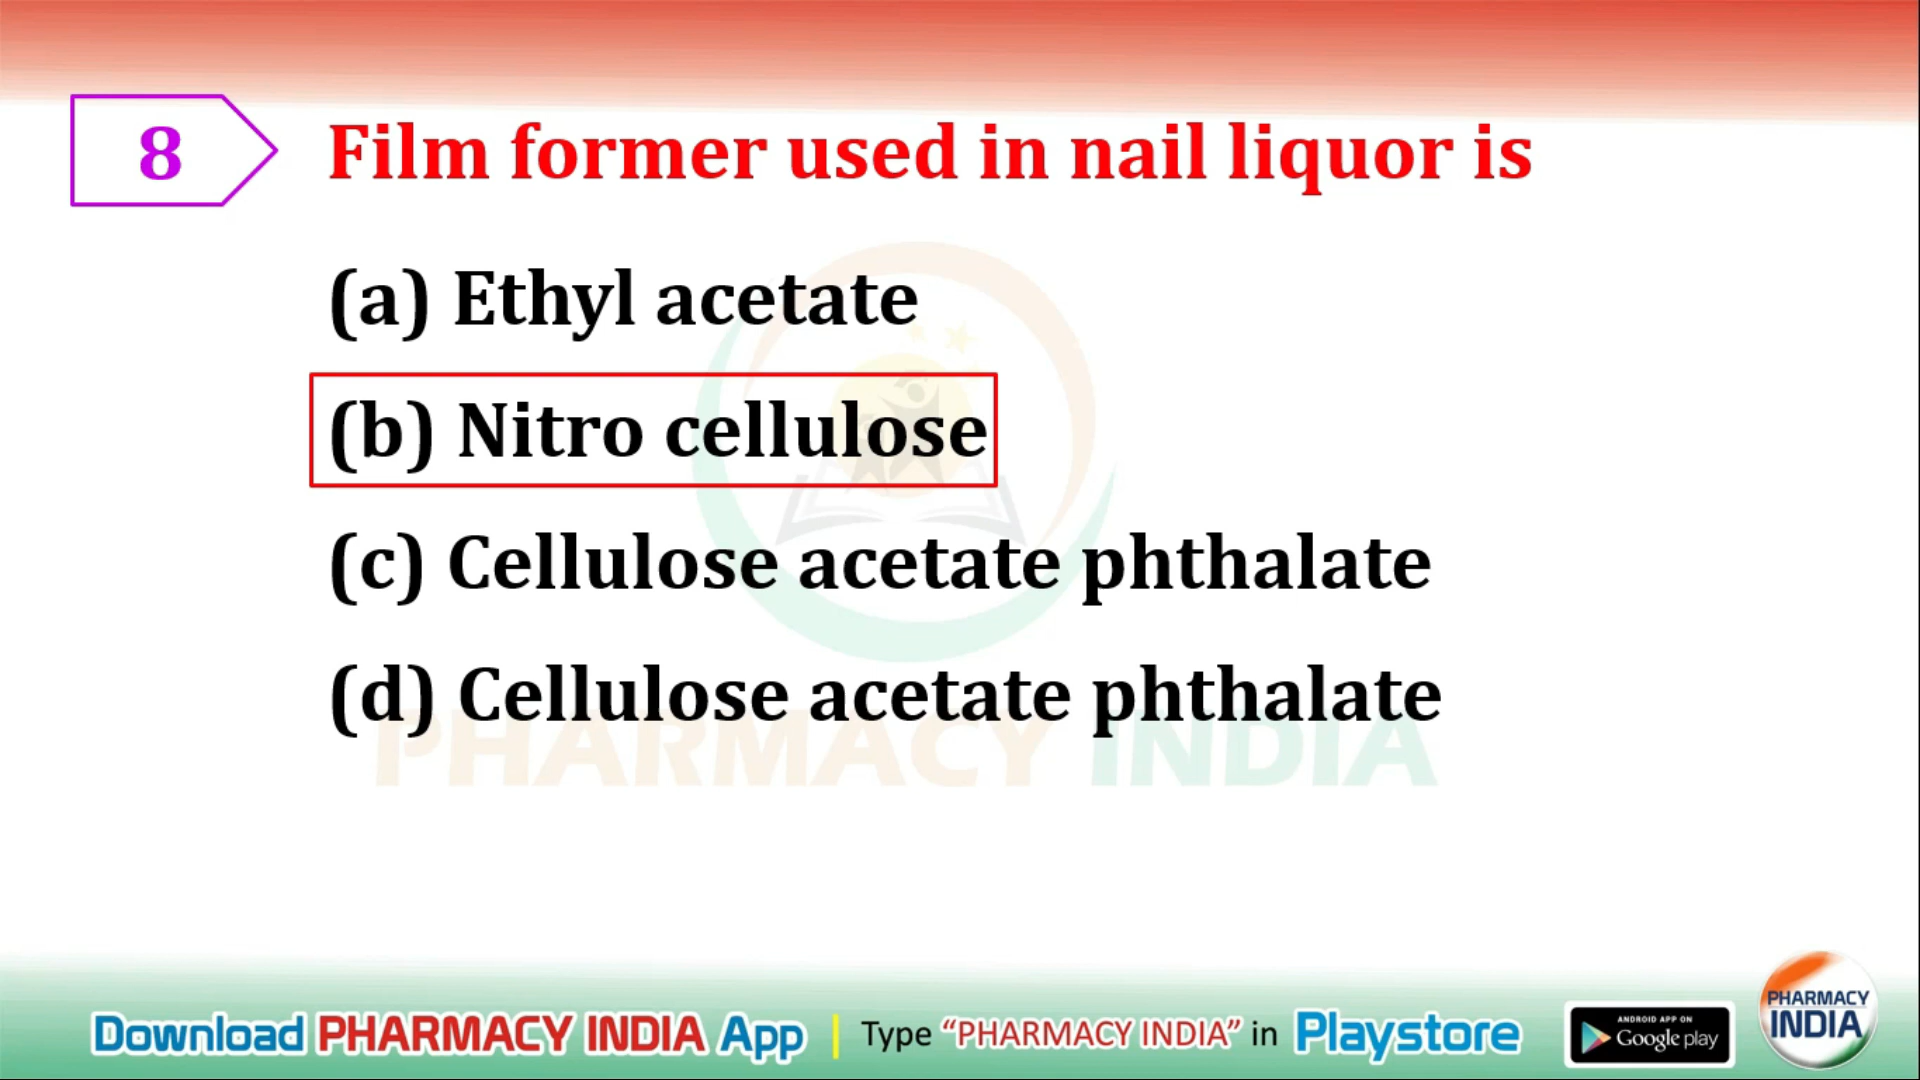 8
Film former used in nail liquor is
(a) Ethyl acetate
(b) Nitro cellulose
(c) Cellulose acetate phthalate
(d) Cellulose acetate phthalate
PHARMACY INDIA
Download PHARMACY INDIA App | Type “PHARMACY INDIA” in Playstore
ANDROID APP ON
Google play
PHARMACY
INDIA